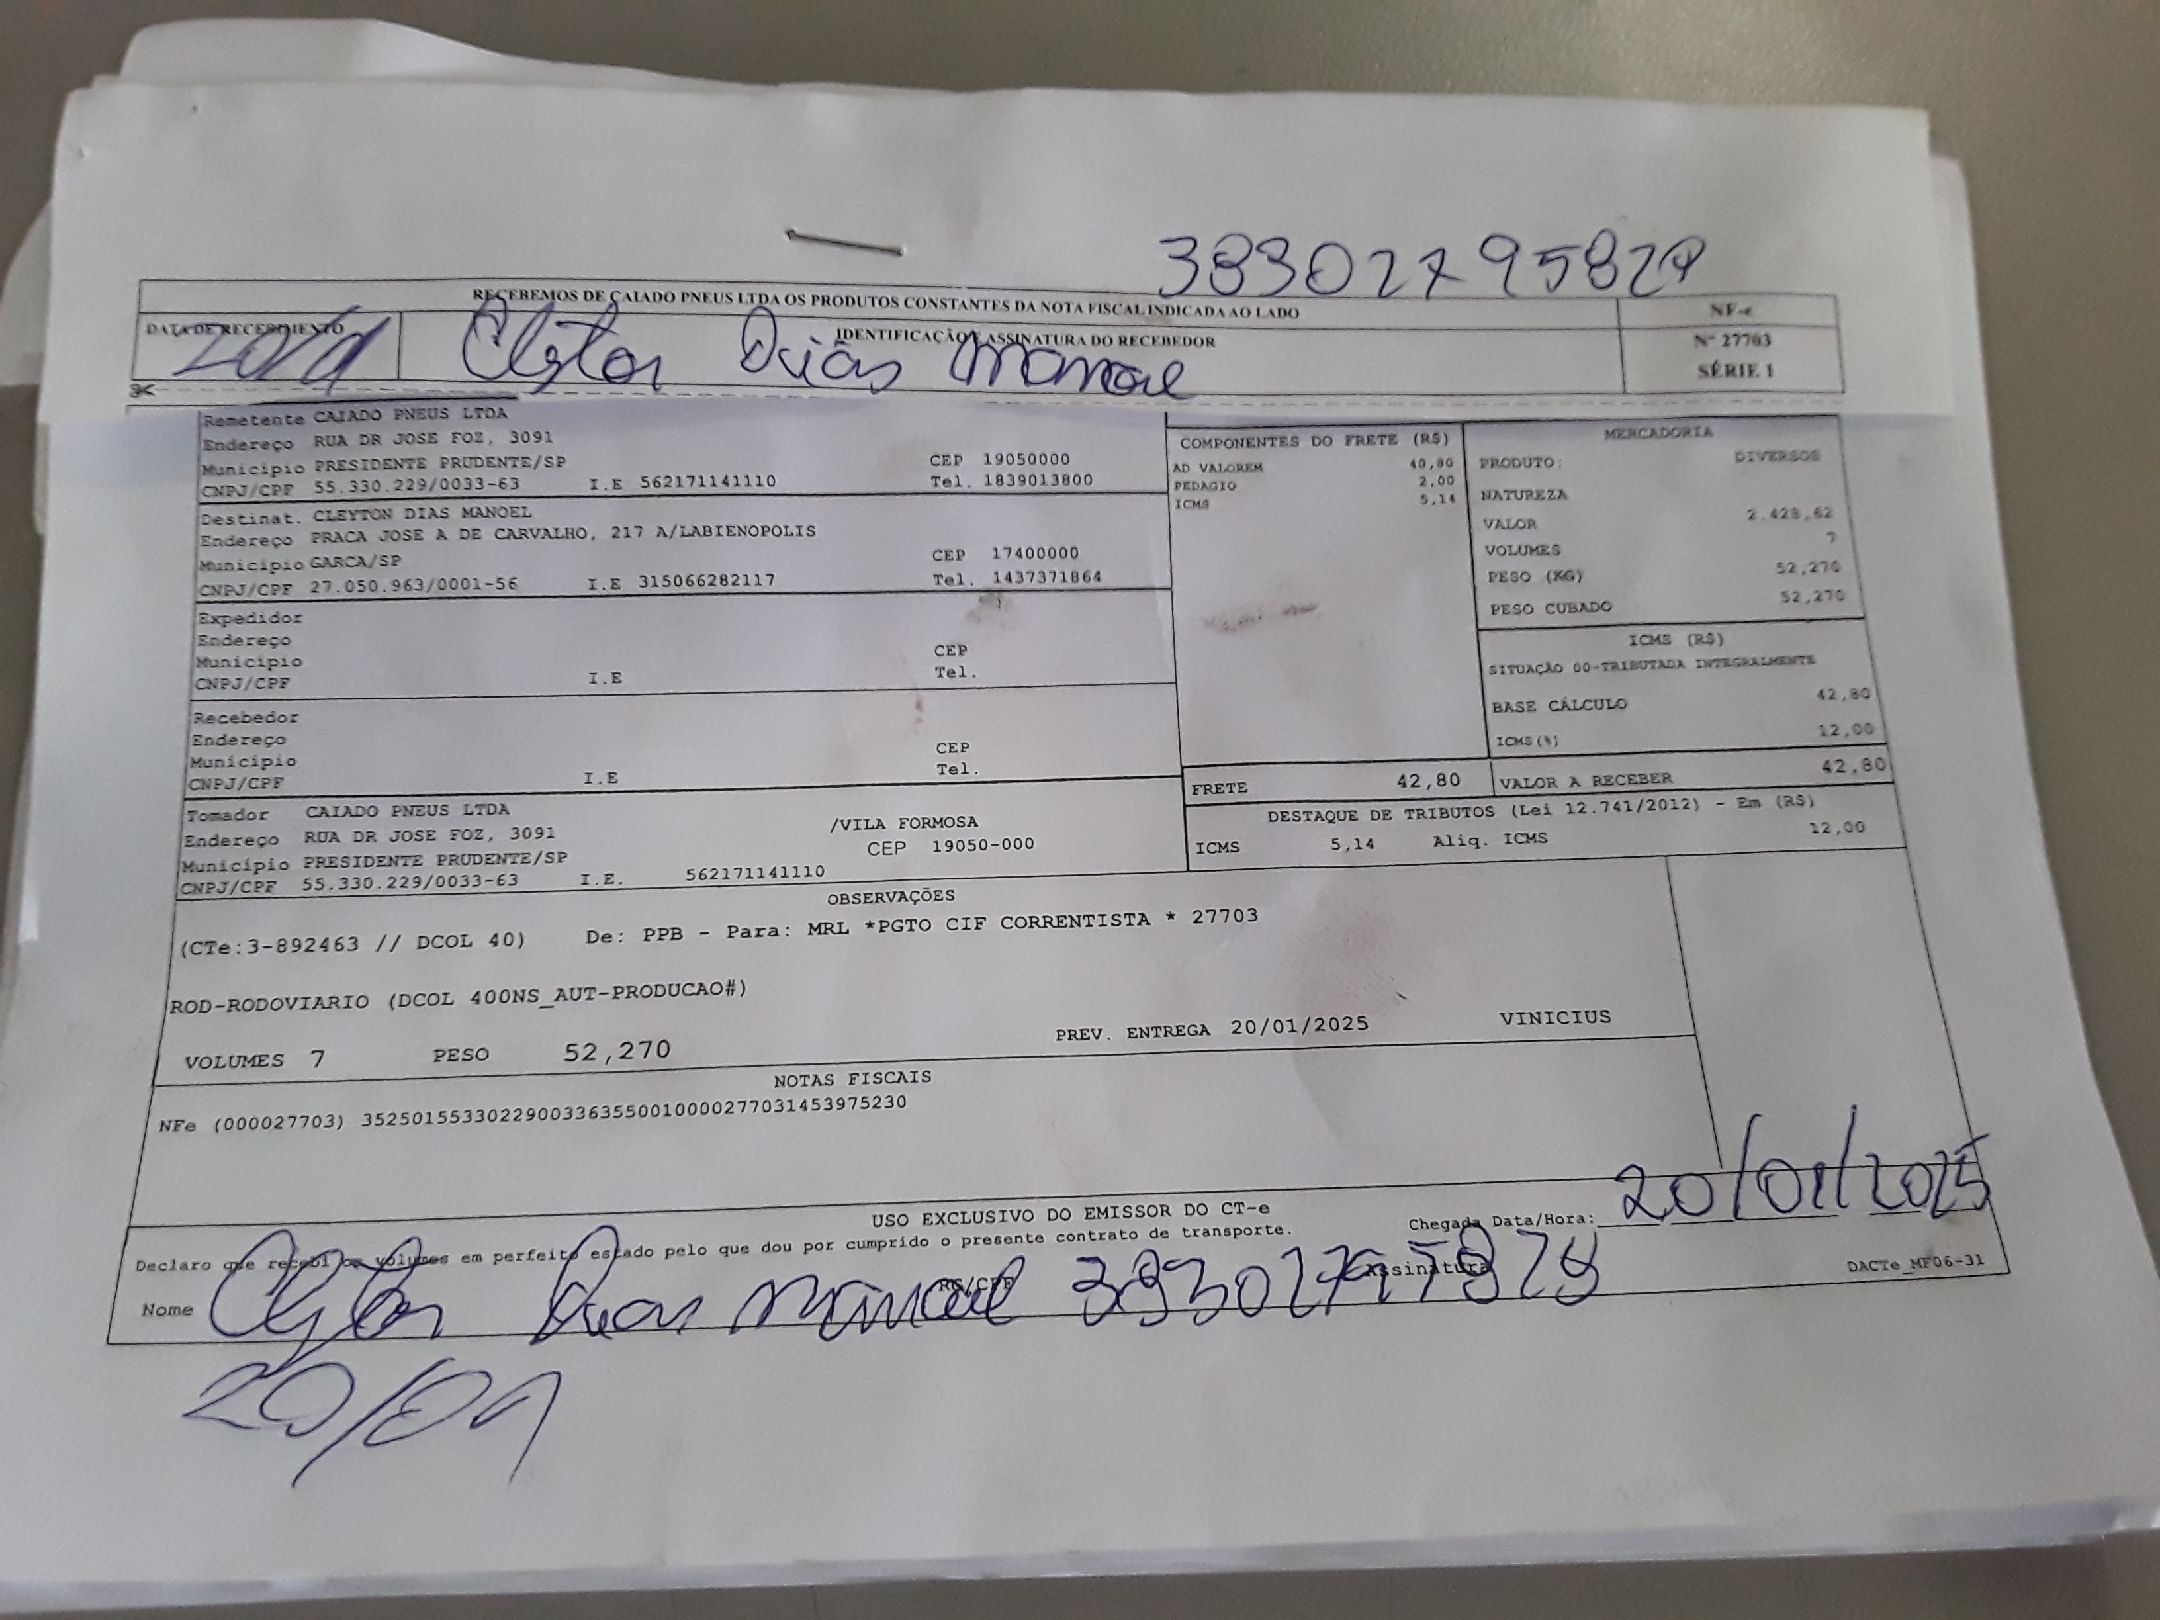 38302795828
RECEBEMOS DE CAIADO PNEUS LTDA OS PRODUTOS CONSTANTES DA NOTA FISCAL INDICADA AO LADO
NF-e
DATA DE RECEBIMENTO
IDENTIFICAÇÃO E ASSINATURA DO RECEBEDOR
Nº 27703
SÉRIE 1
20/01
Cleyton Dias Manoel
Remetente CAIADO PNEUS LTDA
Endereço RUA DR JOSE FOZ, 3091
Município PRESIDENTE PRUDENTE/SP CEP 19050000
CNPJ/CPF 55.330.229/0033-63 I.E 562171141110 Tel. 1839013800
Destinat. CLEYTON DIAS MANOEL
Endereço PRACA JOSE A DE CARVALHO, 217 A/LABIENOPOLIS
Município GARCA/SP CEP 17400000
CNPJ/CPF 27.050.963/0001-56 I.E 315066282117 Tel. 1437371864
Expedidor
Endereço
Município CEP
CNPJ/CPF I.E Tel.
Recebedor
Endereço
Município CEP
CNPJ/CPF I.E Tel.
Tomador CAIADO PNEUS LTDA
Endereço RUA DR JOSE FOZ, 3091 /VILA FORMOSA
Município PRESIDENTE PRUDENTE/SP CEP 19050-000
CNPJ/CPF 55.330.229/0033-63 I.E. 562171141110
COMPONENTES DO FRETE (R$)
AD VALOREM 40,80
PEDAGIO 2,00
ICMS 5,14
MERCADORIA
PRODUTO: DIVERSOS
NATUREZA
VALOR 2.428,62
VOLUMES 7
PESO (KG) 52,270
PESO CUBADO 52,270
ICMS (R$)
SITUAÇÃO 00-TRIBUTADA INTEGRALMENTE
BASE CÁLCULO 42,80
ICMS(%) 12,00
FRETE 42,80 VALOR A RECEBER 42,80
DESTAQUE DE TRIBUTOS (Lei 12.741/2012) - Em (R$)
ICMS 5,14 Aliq. ICMS 12,00
OBSERVAÇÕES
(CTe:3-892463 // DCOL 40) De: PPB - Para: MRL *PGTO CIF CORRENTISTA * 27703
ROD-RODOVIARIO (DCOL 400NS_AUT-PRODUCAO#)
VOLUMES 7 PESO 52,270 PREV. ENTREGA 20/01/2025 VINICIUS
NOTAS FISCAIS
NFe (000027703) 35250155330229003363550010000277031453975230
USO EXCLUSIVO DO EMISSOR DO CT-e
Chegada Data/Hora: 20/01/2025
Declaro que recebi os volumes em perfeito estado pelo que dou por cumprido o presente contrato de transporte.
RG/CPF Assinatura DACTe_MF06-31
Nome Cleyton Dias Manoel 38302795828
20/01